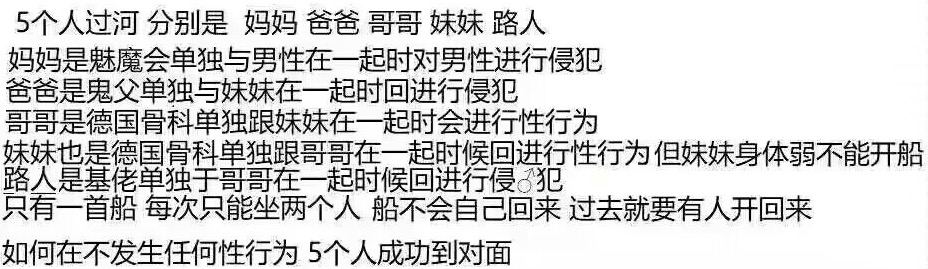 5个人过河 分别是 妈妈 爸爸 哥哥 妹妹 路人
妈妈是魅魔会单独与男性在一起时对男性进行侵犯
爸爸是鬼父单独与妹妹在一起时回进行侵犯
哥哥是德国骨科单独跟妹妹在一起时会进行性行为
妹妹也是德国骨科单独跟哥哥在一起时候回进行性行为 但妹妹身体弱不能开船
路人是基佬单独于哥哥在一起时候回进行侵♂犯
只有一首船 每次只能坐两个人 船不会自己回来 过去就要有人开回来
如何在不发生任何性行为 5个人成功到对面